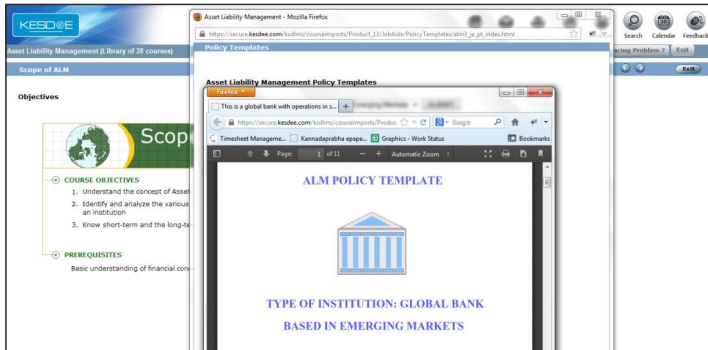 KESDEE
Asset Liability Management (Library of 28 courses)
Scope of ALM
Objectives
Scop
COURSE OBJECTIVES
1. Understand the concept of Asset
2. Identify and analyze the various
an institution
3. Know short-term and the long-te
PREREQUISITES
Basic understanding of financial con
Asset Liability Management - Mozilla Firefox
https://secure.kesdee.com/ksdlms/courseimports/Product_13/JobAids/PolicyTemplates/alm3_ja_pt_index.html
Policy Templates
Asset Liability Management Policy Templates
Firefox
This is a global bank with operations in s...
https://secure.kesdee.com/ksdlms/courseimports/Produc
Google
Timesheet Manageme... Kannadaprabha epape... Graphics - Work Status Bookmarks
Page: 1 of 11 Automatic Zoom
ALM POLICY TEMPLATE
TYPE OF INSTITUTION: GLOBAL BANK
BASED IN EMERGING MARKETS
Search Calendar Feedback
acing Problem ? Exit
Exit